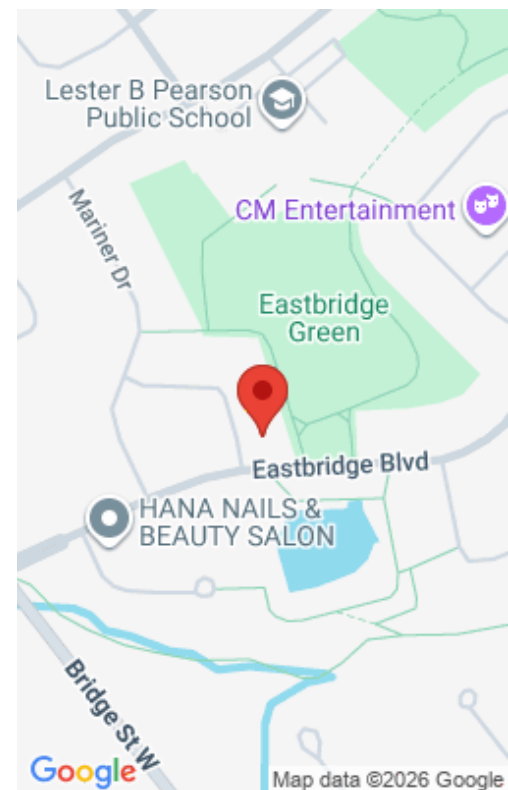 Lester B Pearson
Public School
CM Entertainment
Mariner Dr
Eastbridge
Green
Eastbridge Blvd
HANA NAILS &
BEAUTY SALON
Bridge St W
Google
Map data ©2026 Google